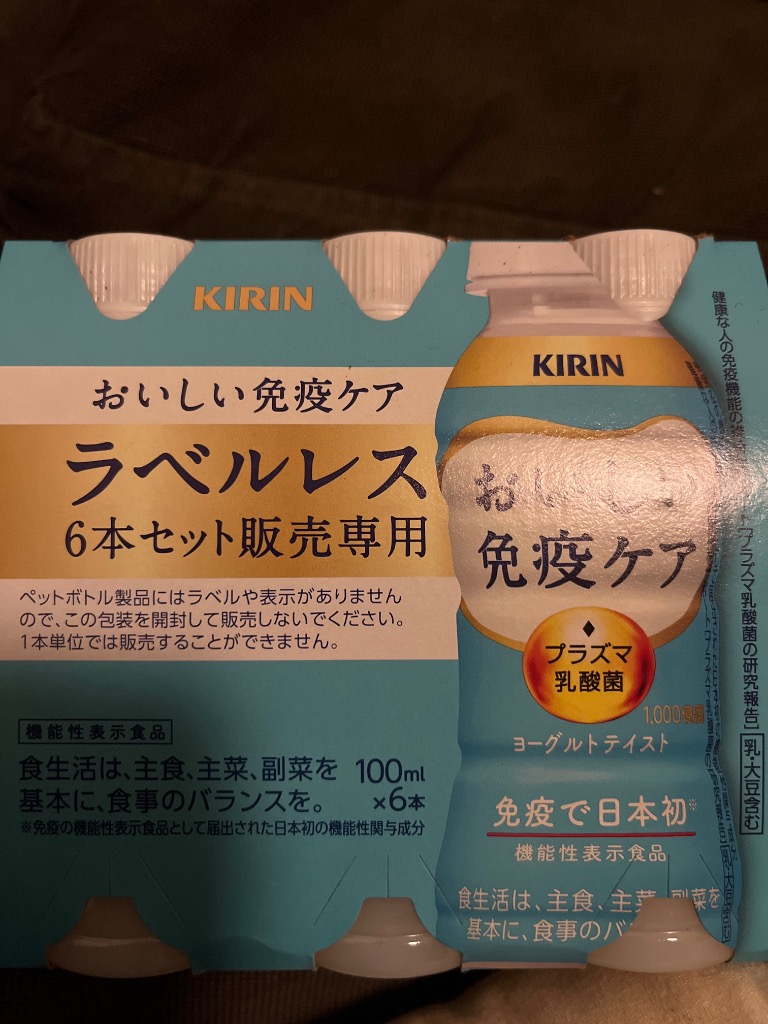 KIRIN
おいしい免疫ケア
ラベルレス
6本セット販売専用
ペットボトル製品にはラベルや表示がありません
ので、この包装を開封して販売しないでください。
1本単位では販売することができません。
機能性表示食品
食生活は、主食、主菜、副菜を
基本に、食事のバランスを。
100ml
×6本
※免疫の機能性表示食品として届出された日本初の機能性関与成分
KIRIN
おいしい
免疫ケア
プラズマ
乳酸菌
1,000億個
ヨーグルトテイスト
免疫で日本初※
機能性表示食品
食生活は、主食、主菜、副菜を
基本に、食事のバラ
健康な人の免疫機能の
「プラズマ乳酸菌の研究報告」
乳・大豆含む